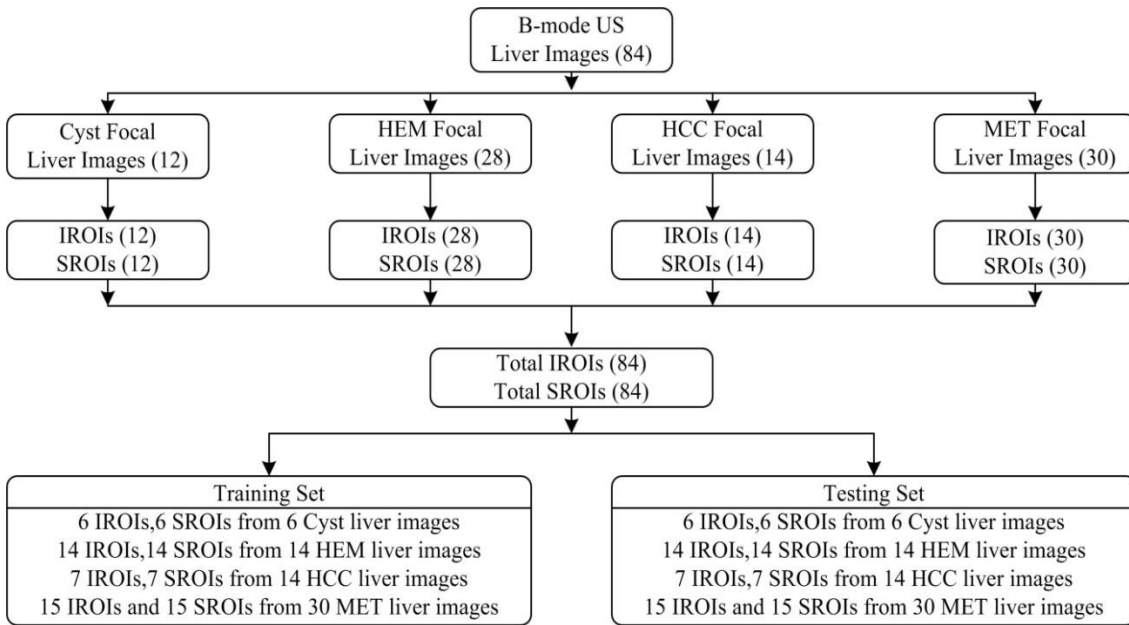 B-mode US
Liver Images (84)
Cyst Focal
Liver Images (12)
HEM Focal
Liver Images (28)
HCC Focal
Liver Images (14)
MET Focal
Liver Images (30)
IROIs (12)
SROIs (12)
IROIs (28)
SROIs (28)
IROIs (14)
SROIs (14)
IROIs (30)
SROIs (30)
Total IROIs (84)
Total SROIs (84)
Training Set
6 IROIs,6 SROIs from 6 Cyst liver images
14 IROIs,14 SROIs from 14 HEM liver images
7 IROIs,7 SROIs from 14 HCC liver images
15 IROIs and 15 SROIs from 30 MET liver images
Testing Set
6 IROIs,6 SROIs from 6 Cyst liver images
14 IROIs,14 SROIs from 14 HEM liver images
7 IROIs,7 SROIs from 14 HCC liver images
15 IROIs and 15 SROIs from 30 MET liver images